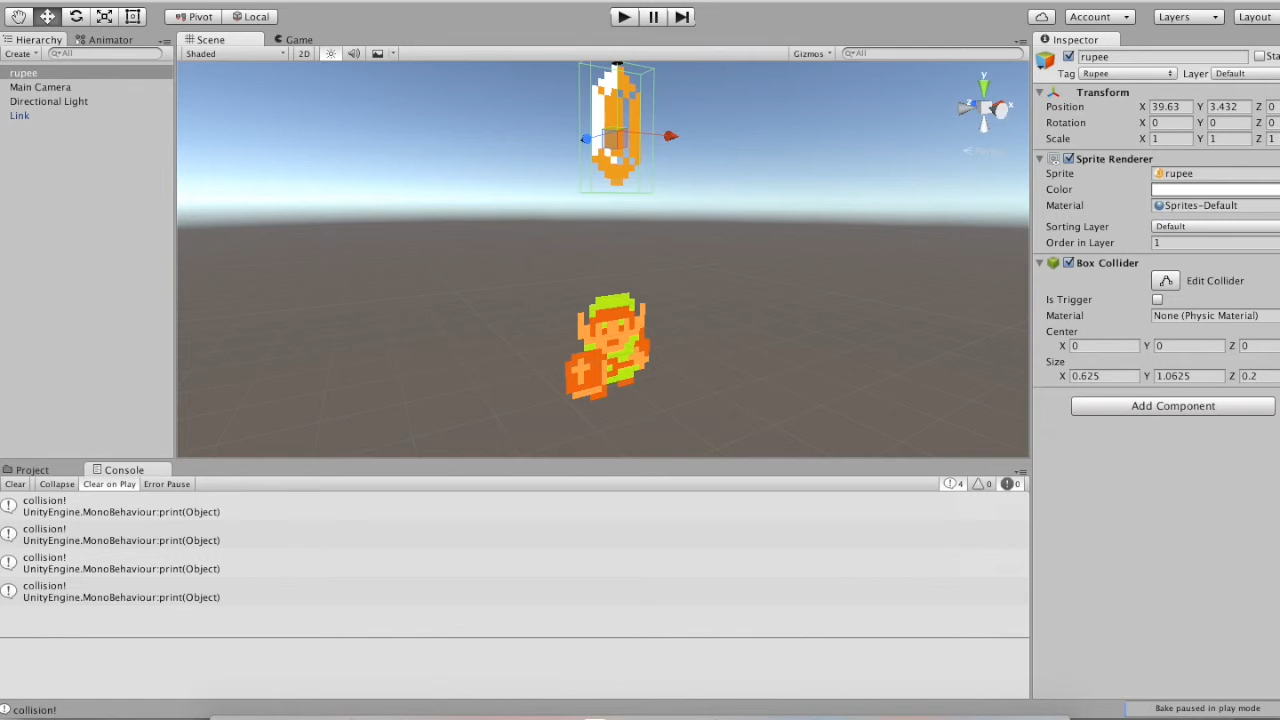 Pivot Local Account Layers Layout
Hierarchy Animator Scene Game Inspector
Create All Shaded 2D Gizmos All rupee Sta
rupee Tag Rupee Layer Default
Main Camera
Directional Light
Link
y
x
z
Transform
Position X 39.63 Y 3.432 Z 0
Rotation X 0 Y 0 Z 0
Scale X 1 Y 1 Z 1
Sprite Renderer
Sprite rupee
Color
Material Sprites-Default
Sorting Layer Default
Order in Layer 1
Box Collider
Edit Collider
Is Trigger
Material None (Physic Material)
Center
X 0 Y 0 Z 0
Size
X 0.625 Y 1.0625 Z 0.2
Add Component
Project Console
Clear Collapse Clear on Play Error Pause 4 0 0
collision!
UnityEngine.MonoBehaviour:print(Object)
collision!
UnityEngine.MonoBehaviour:print(Object)
collision!
UnityEngine.MonoBehaviour:print(Object)
collision!
UnityEngine.MonoBehaviour:print(Object)
collision! Bake paused in play mode